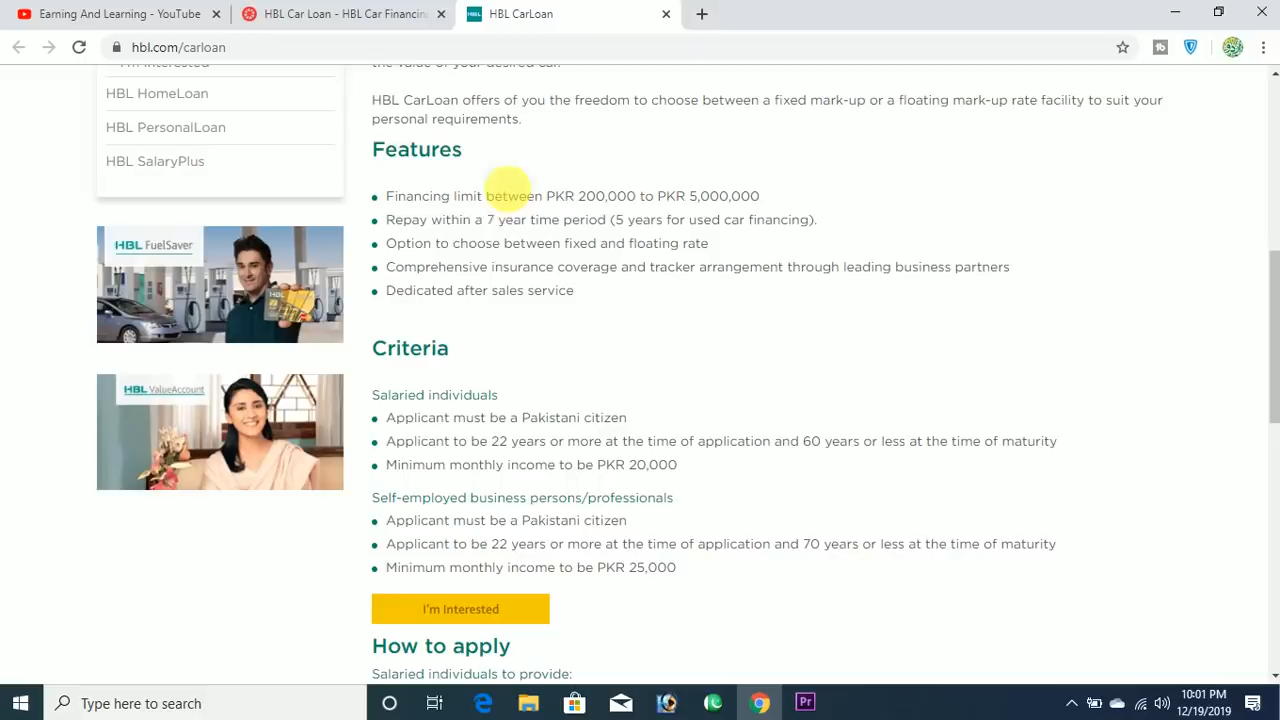 Earning And Learning - YouTube
HBL Car Loan - HBL Car Financin
HBL CarLoan
hbl.com/carloan
I'm Interested
HBL HomeLoan
HBL PersonalLoan
HBL SalaryPlus
HBL FuelSaver
HBL
HBL ValueAccount
the value of your desired car.
HBL CarLoan offers of you the freedom to choose between a fixed mark-up or a floating mark-up rate facility to suit your
personal requirements.
Features
Financing limit between PKR 200,000 to PKR 5,000,000
Repay within a 7 year time period (5 years for used car financing).
Option to choose between fixed and floating rate
Comprehensive insurance coverage and tracker arrangement through leading business partners
Dedicated after sales service
Criteria
Salaried individuals
Applicant must be a Pakistani citizen
Applicant to be 22 years or more at the time of application and 60 years or less at the time of maturity
Minimum monthly income to be PKR 20,000
Self-employed business persons/professionals
Applicant must be a Pakistani citizen
Applicant to be 22 years or more at the time of application and 70 years or less at the time of maturity
Minimum monthly income to be PKR 25,000
I'm Interested
How to apply
Salaried individuals to provide:
Type here to search
Pr
10:01 PM
12/19/2019